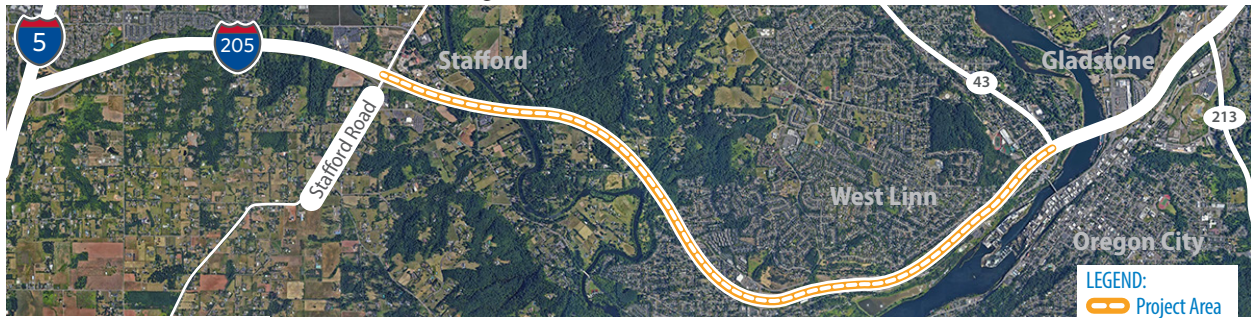 5
205
Stafford
Stafford Road
43
Gladstone
213
West Linn
Oregon City
LEGEND:
Project Area